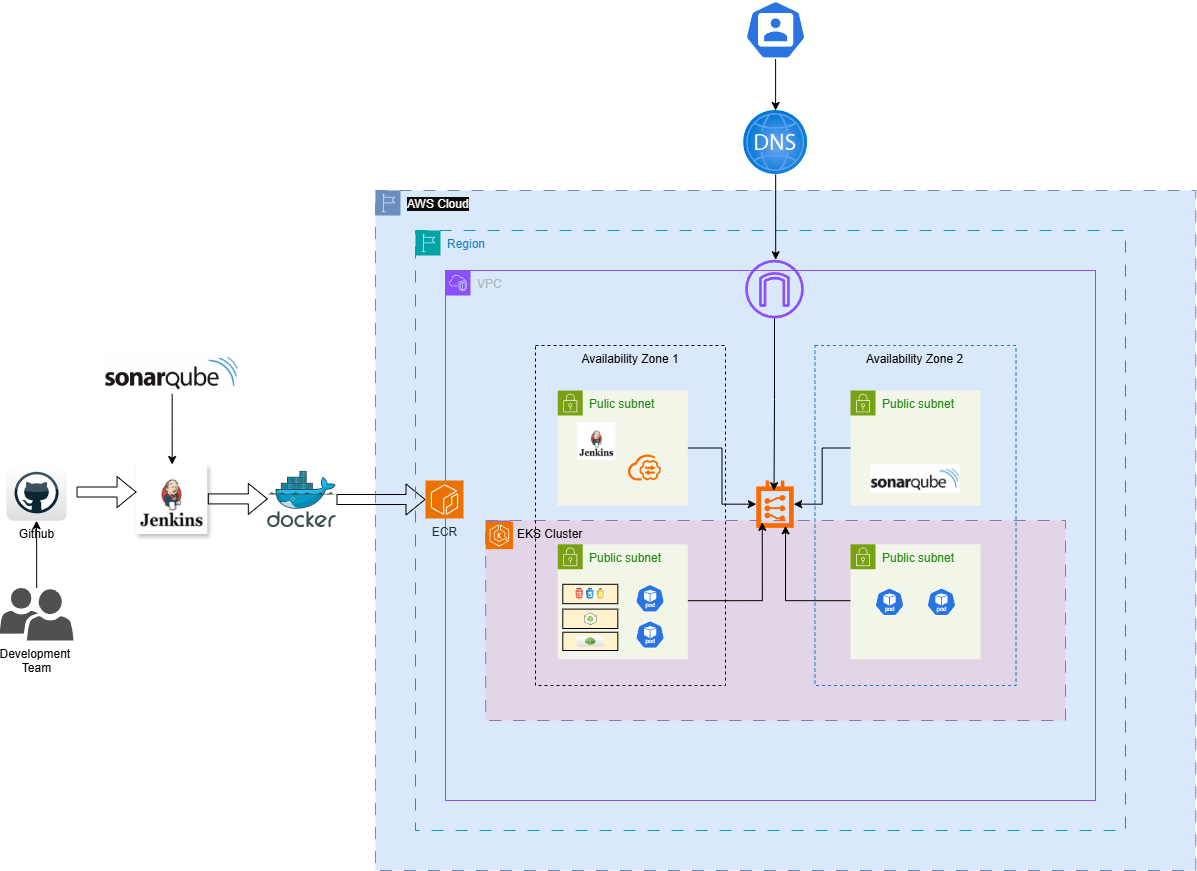 DNS
AWS Cloud
Region
VPC
Availability Zone 1
Availability Zone 2
Pulic subnet
Public subnet
Jenkins
sonarqube
sonarqube
Github
Jenkins
docker
ECR
EKS Cluster
Public subnet
Public subnet
pod
pod
pod
pod
Development
Team